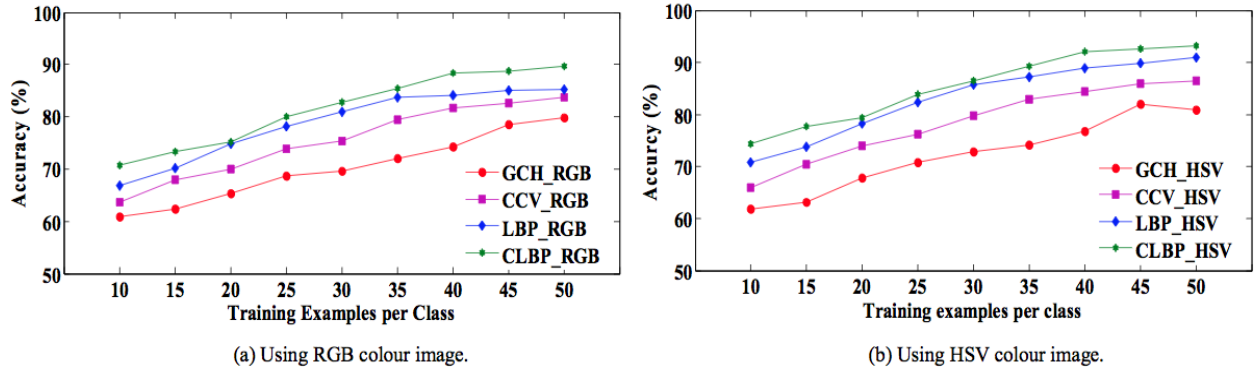 Accuracy (%)
100
90
80
70
60
50
GCH_RGB
CCV_RGB
LBP_RGB
CLBP_RGB
10 15 20 25 30 35 40 45 50
Training Examples per Class
(a) Using RGB colour image.
Accurcy (%)
100
90
80
70
60
50
GCH_HSV
CCV_HSV
LBP_HSV
CLBP_HSV
10 15 20 25 30 35 40 45 50
Training examples per class
(b) Using HSV colour image.